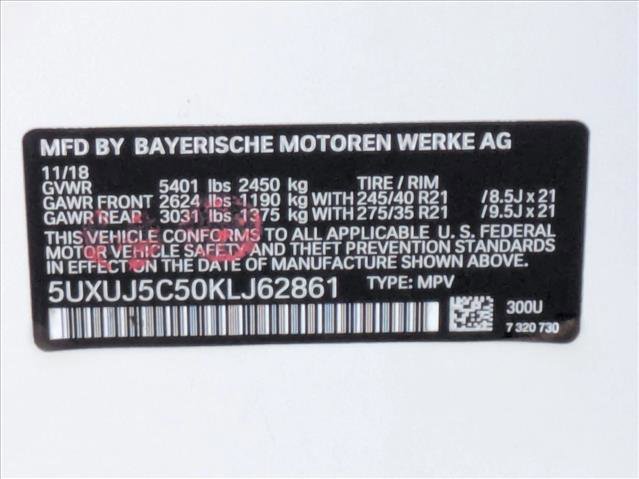 MFD BY BAYERISCHE MOTOREN WERKE AG
11/18
GVWR 5401 lbs 2450 kg TIRE / RIM
GAWR FRONT 2624 lbs 1190 kg WITH 245/40 R21 /8.5J x 21
GAWR REAR 3031 lbs 1375 kg WITH 275/35 R21 /9.5J x 21
THIS VEHICLE CONFORMS TO ALL APPLICABLE U. S. FEDERAL
MOTOR VEHICLE SAFETY AND THEFT PREVENTION STANDARDS
IN EFFECT ON THE DATE OF MANUFACTURE SHOWN ABOVE.
5UXUJ5C50KLJ62861 TYPE: MPV
300U
7 320 730